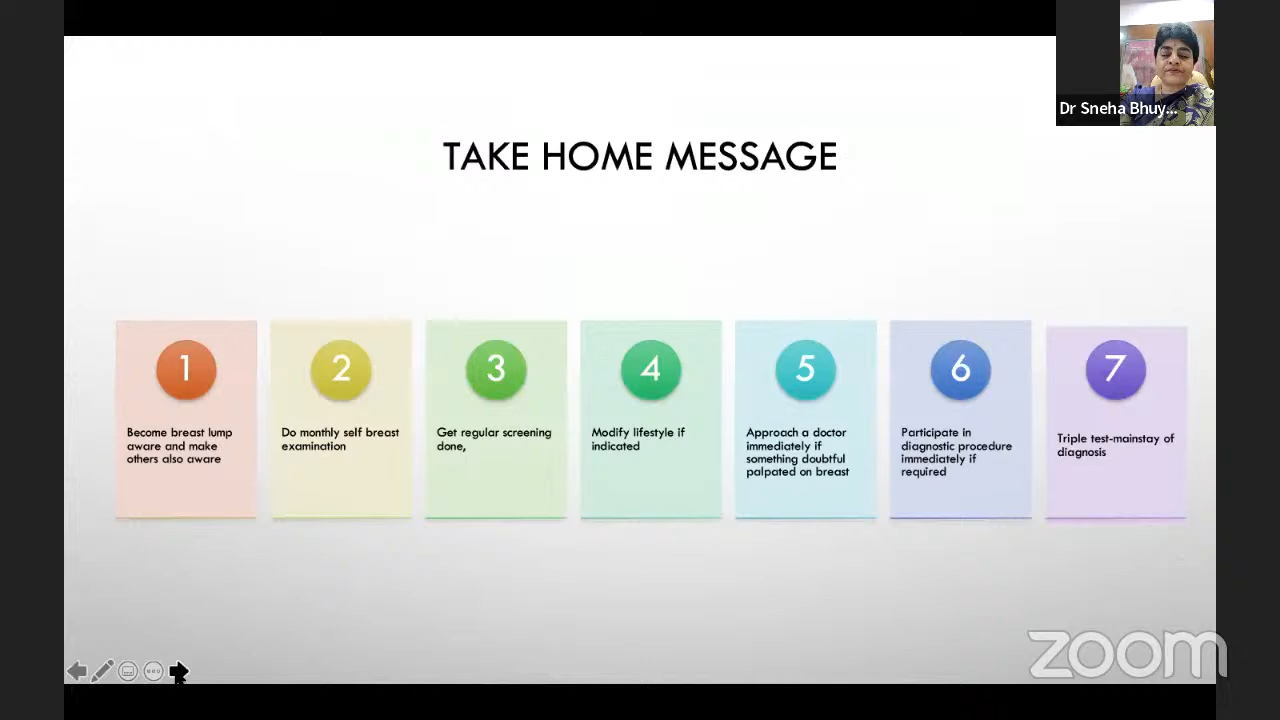 Dr Sneha Bhuy...
TAKE HOME MESSAGE
1
Become breast lump
aware and make
others also aware
2
Do monthly self breast
examination
3
Get regular screening
done,
4
Modify lifestyle if
indicated
5
Approach a doctor
immediately if
something doubtful
palpated on breast
6
Participate in
diagnostic procedure
immediately if
required
7
Triple test-mainstay of
diagnosis
zoom